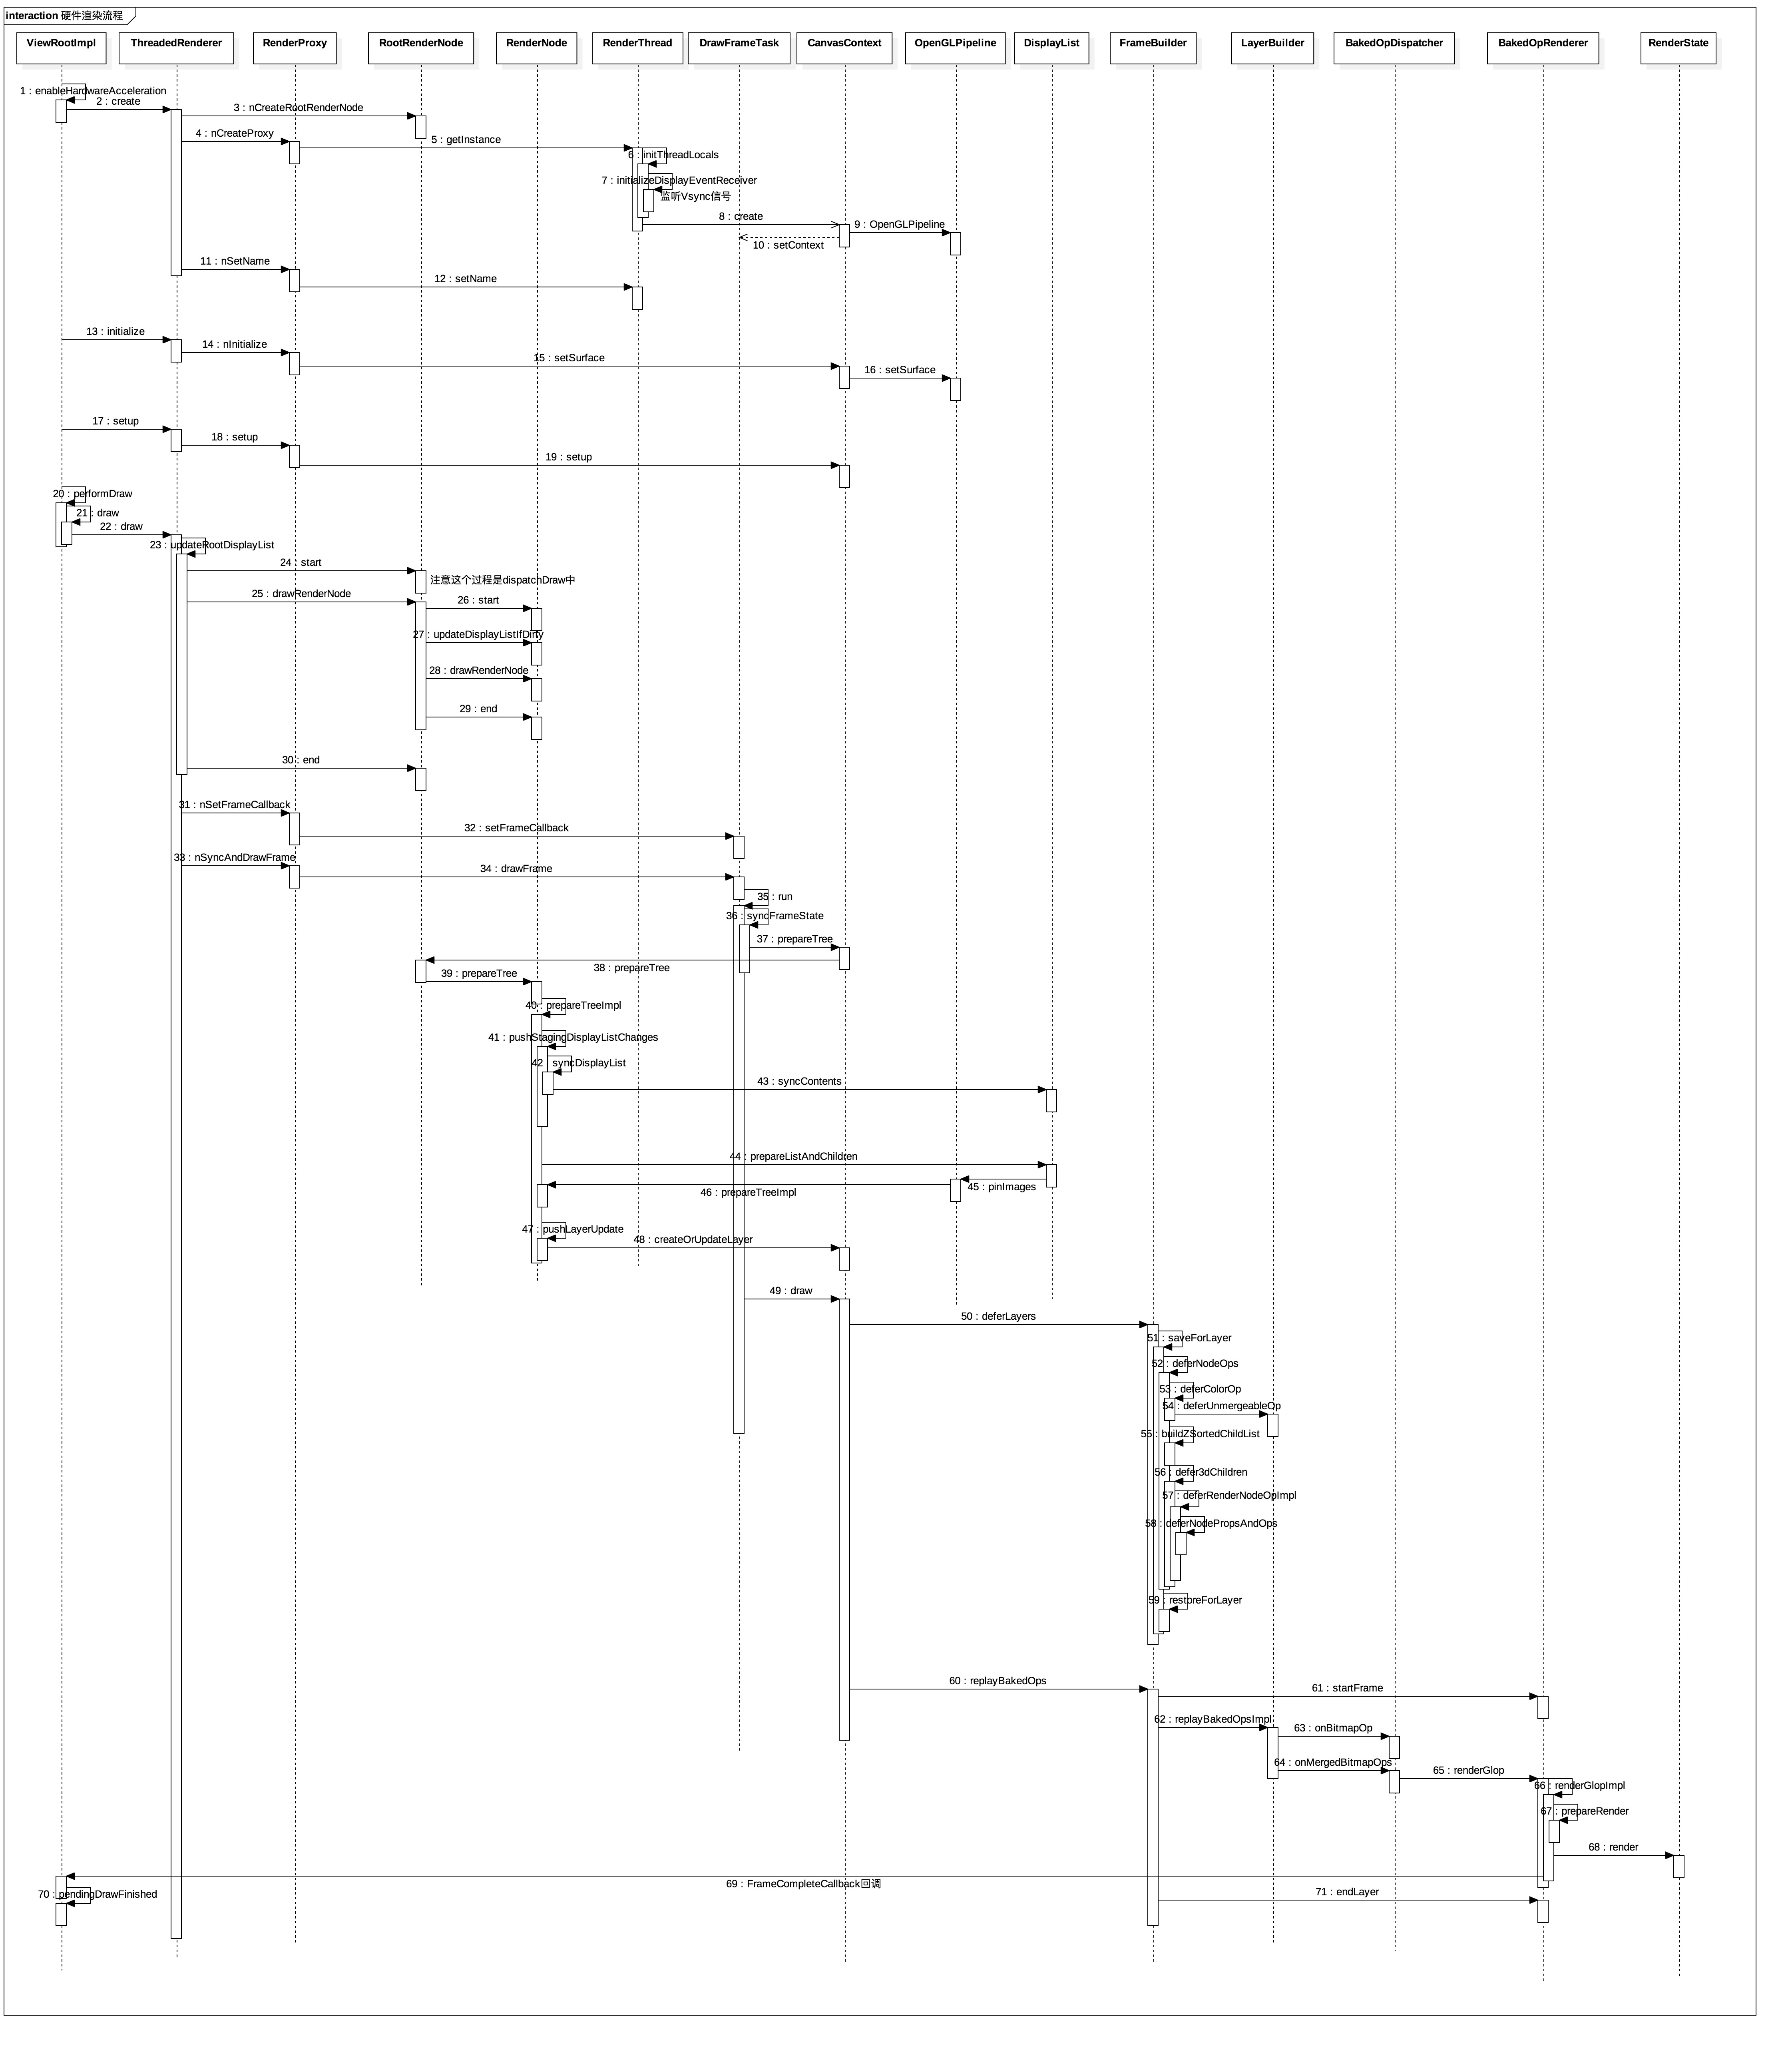 interaction 硬件渲染流程
ViewRootImpl
ThreadedRenderer
RenderProxy
RootRenderNode
RenderNode
RenderThread
DrawFrameTask
CanvasContext
OpenGLPipeline
DisplayList
FrameBuilder
LayerBuilder
BakedOpDispatcher
BakedOpRenderer
RenderState
1 : enableHardwareAcceleration
2 : create
3 : nCreateRootRenderNode
4 : nCreateProxy
5 : getInstance
6 : initThreadLocals
7 : initializeDisplayEventReceiver
监听Vsync信号
8 : create
9 : OpenGLPipeline
10 : setContext
11 : nSetName
12 : setName
13 : initialize
14 : nInitialize
15 : setSurface
16 : setSurface
17 : setup
18 : setup
19 : setup
20 : performDraw
21 : draw
22 : draw
23 : updateRootDisplayList
24 : start
注意这个过程是dispatchDraw中
25 : drawRenderNode
26 : start
27 : updateDisplayListIfDirty
28 : drawRenderNode
29 : end
30 : end
31 : nSetFrameCallback
32 : setFrameCallback
33 : nSyncAndDrawFrame
34 : drawFrame
35 : run
36 : syncFrameState
37 : prepareTree
38 : prepareTree
39 : prepareTree
40 : prepareTreeImpl
41 : pushStagingDisplayListChanges
42 : syncDisplayList
43 : syncContents
44 : prepareListAndChildren
45 : pinImages
46 : prepareTreeImpl
47 : pushLayerUpdate
48 : createOrUpdateLayer
49 : draw
50 : deferLayers
51 : saveForLayer
52 : deferNodeOps
53 : deferColorOp
54 : deferUnmergeableOp
55 : buildZSortedChildList
56 : defer3dChildren
57 : deferRenderNodeOpImpl
58 : deferNodePropsAndOps
59 : restoreForLayer
60 : replayBakedOps
61 : startFrame
62 : replayBakedOpsImpl
63 : onBitmapOp
64 : onMergedBitmapOps
65 : renderGlop
66 : renderGlopImpl
67 : prepareRender
68 : render
69 : FrameCompleteCallback回调
70 : pendingDrawFinished
71 : endLayer